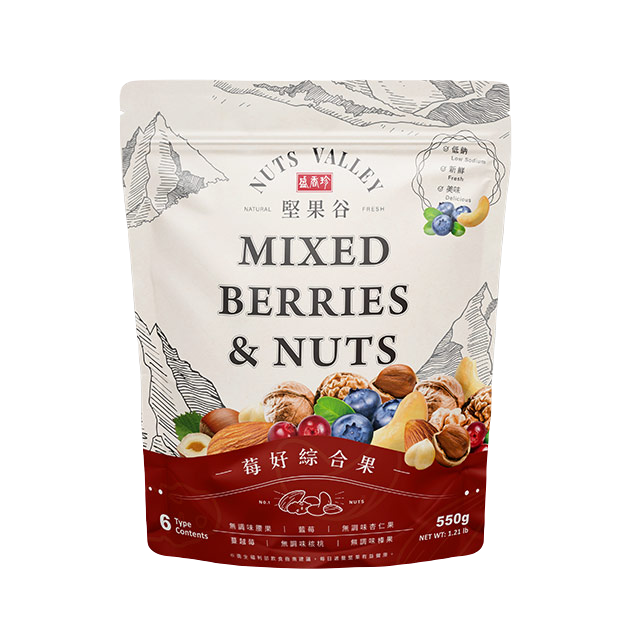 NUTS VALLEY
盛香珍
NATURAL 堅果谷 FRESH
低鈉
Low Sodium
新鮮
Fresh
美味
Delicious
MIXED
BERRIES
& NUTS
莓好綜合果
NO.1 NUTS
6 Type Contents
無調味腰果 | 藍莓 | 無調味杏仁果
蔓越莓 | 無調味核桃 | 無調味榛果
550g
NET WT: 1.21 lb